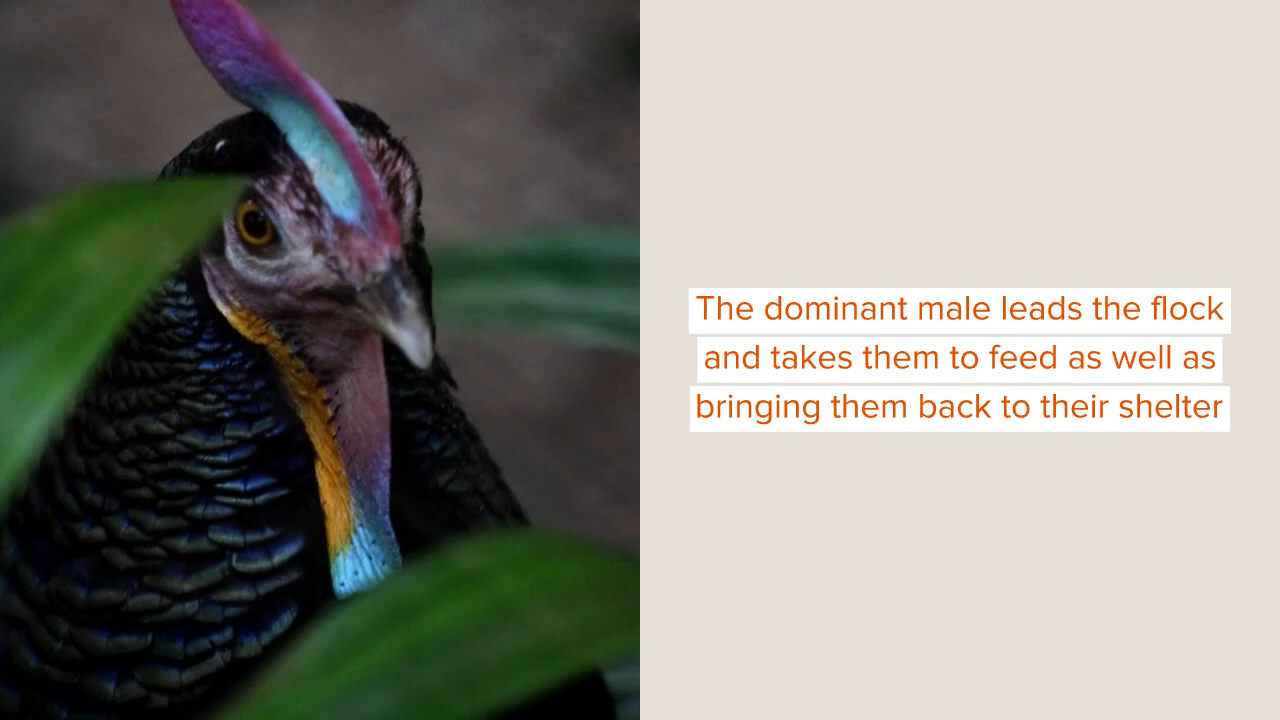 The dominant male leads the flock
and takes them to feed as well as
bringing them back to their shelter